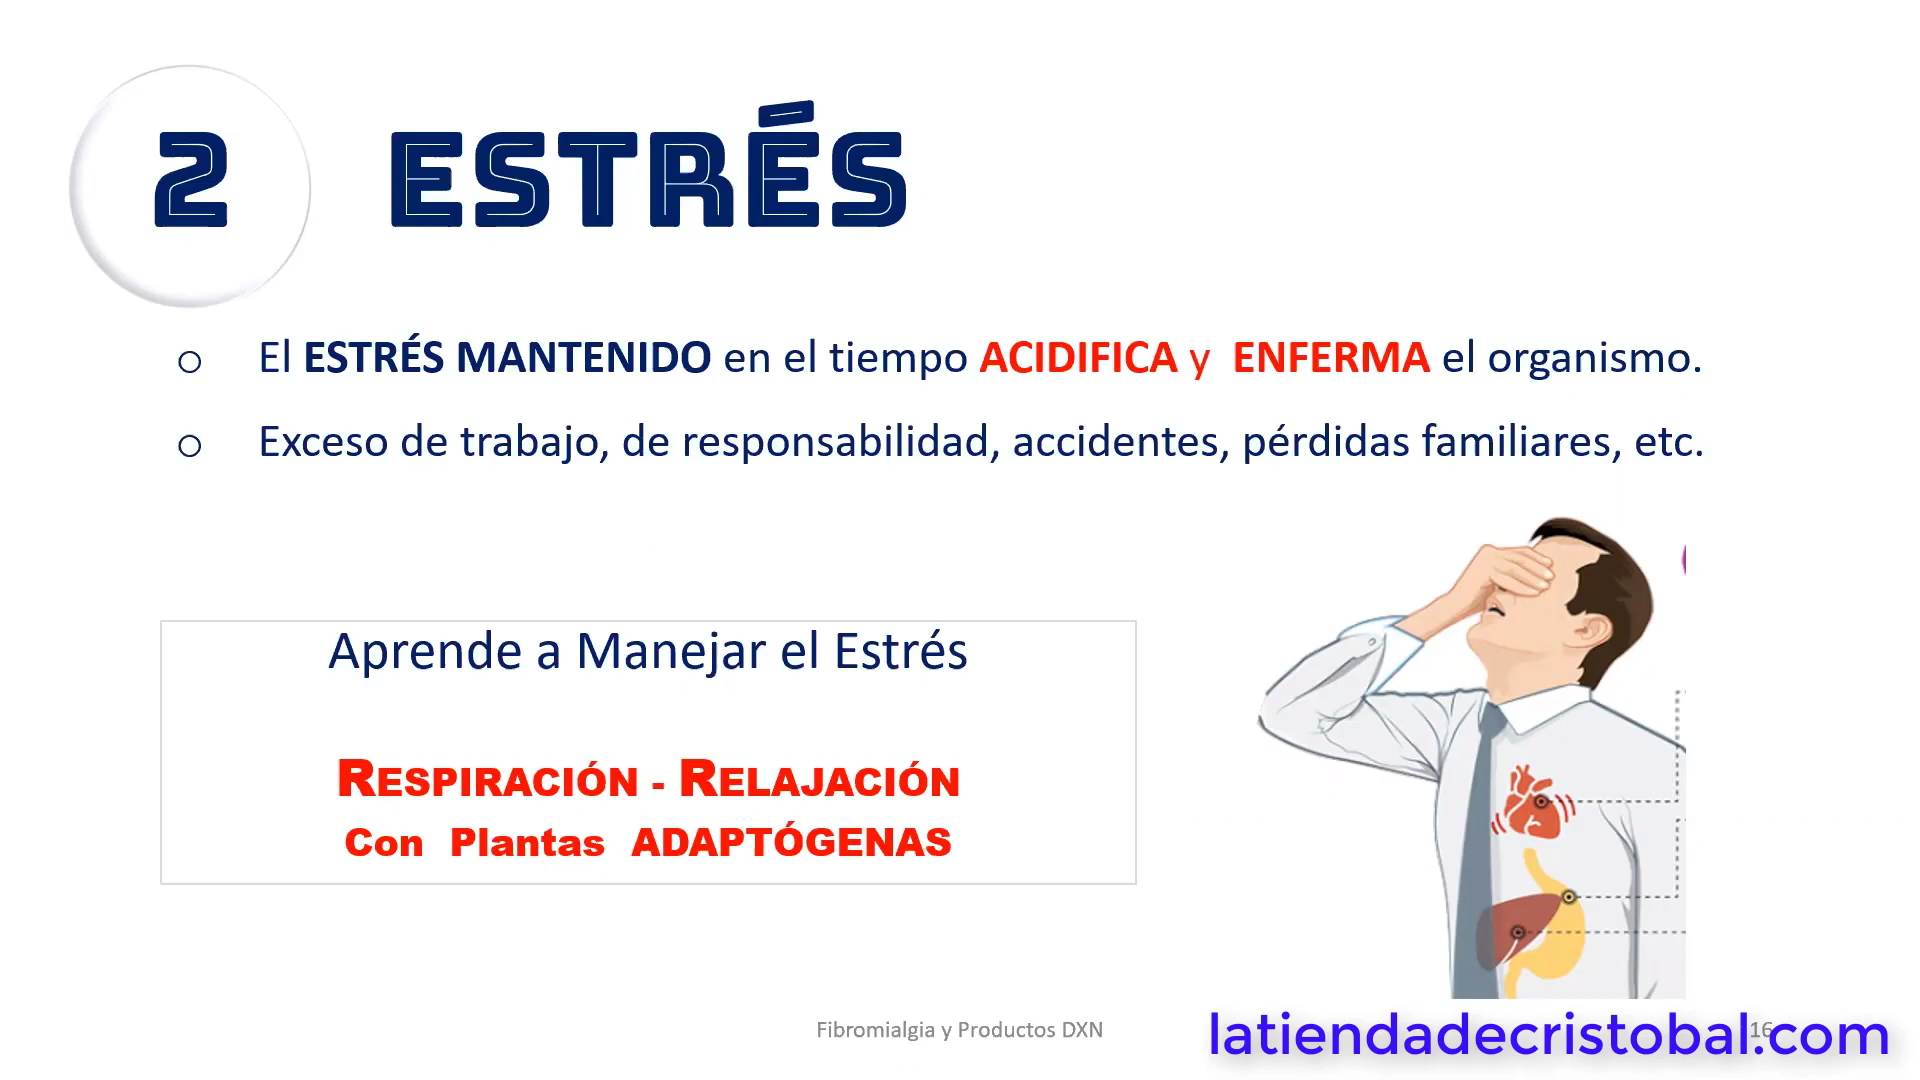 2 ESTRÉS
o El ESTRÉS MANTENIDO en el tiempo ACIDIFICA y ENFERMA el organismo.
o Exceso de trabajo, de responsabilidad, accidentes, pérdidas familiares, etc.
Aprende a Manejar el Estrés
RESPIRACIÓN - RELAJACIÓN
Con Plantas ADAPTÓGENAS
Fibromialgia y Productos DXN
16
latiendadecristobal.com